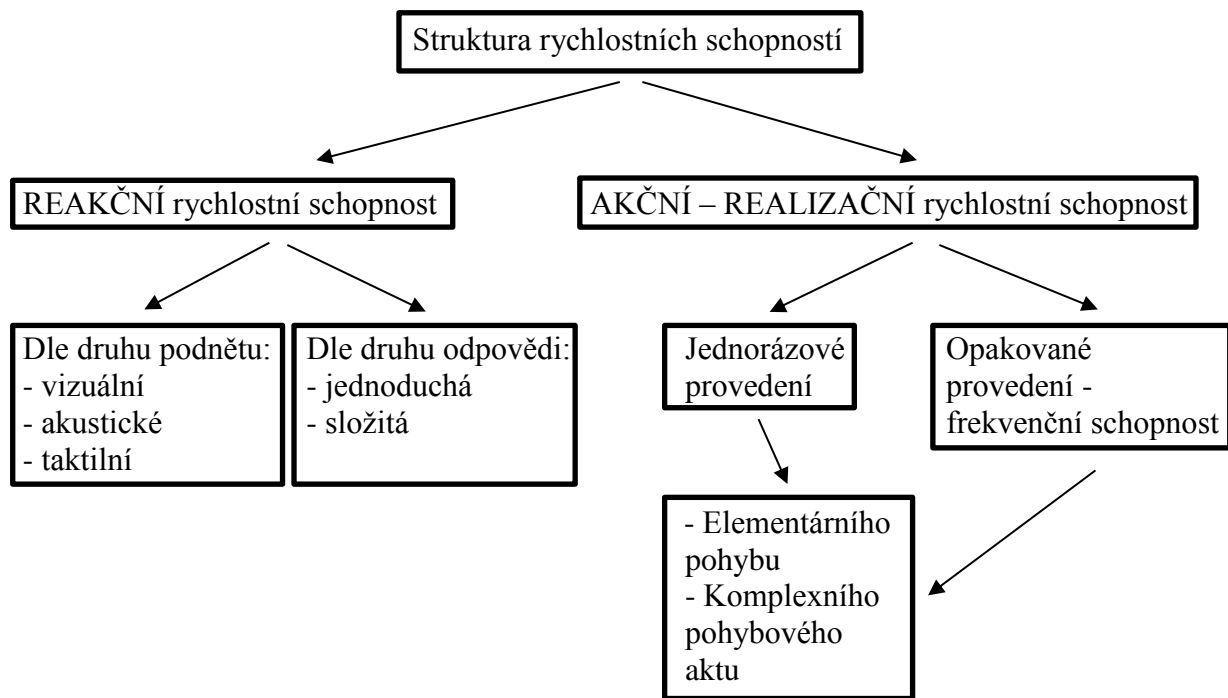 Struktura rychlostních schopností
REAKČNÍ rychlostní schopnost
AKČNÍ – REALIZAČNÍ rychlostní schopnost
Dle druhu podnětu:
- vizuální
- akustické
- taktilní
Dle druhu odpovědi:
- jednoduchá
- složitá
Jednorázové
provedení
Opakované
provedení -
frekvenční schopnost
- Elementárního
pohybu
- Komplexního
pohybového
aktu